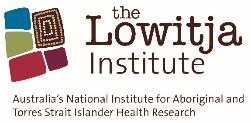 the
Lowitja
Institute
Australia's National Institute for Aboriginal and
Torres Strait Islander Health Research